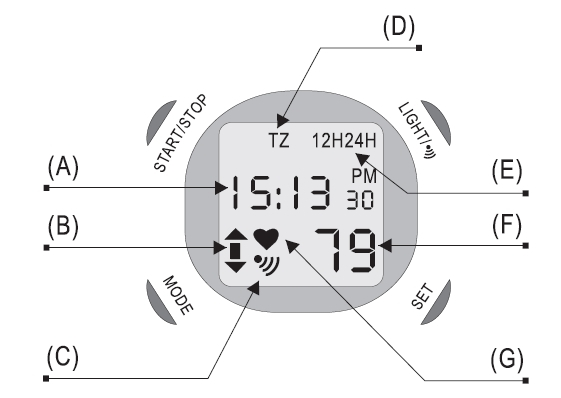 (D)
START/STOP
LIGHT/
TZ 12H24H
(A)
(E)
PM
15:13 30
(B)
(F)
79
MODE
SET
(C)
(G)